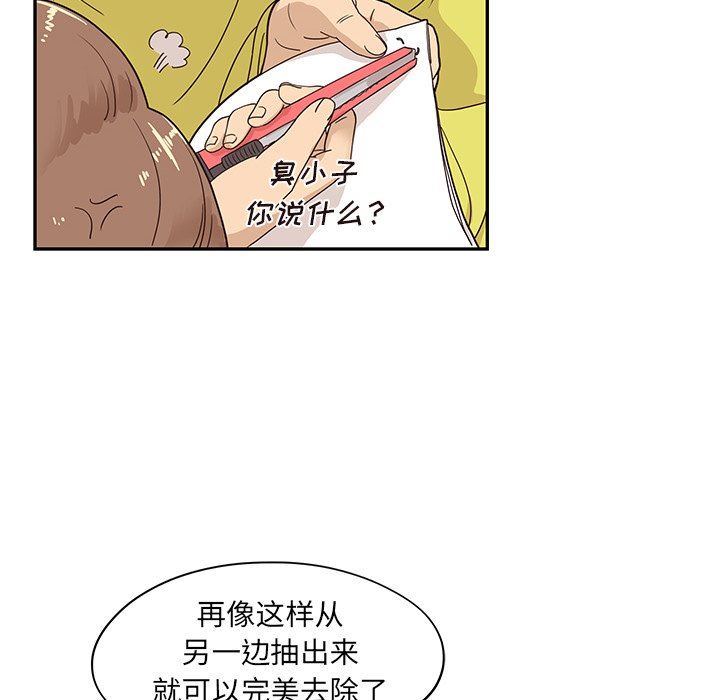 臭小子
你说什么?
再像这样从
另一边抽出来
就可以完美去除了